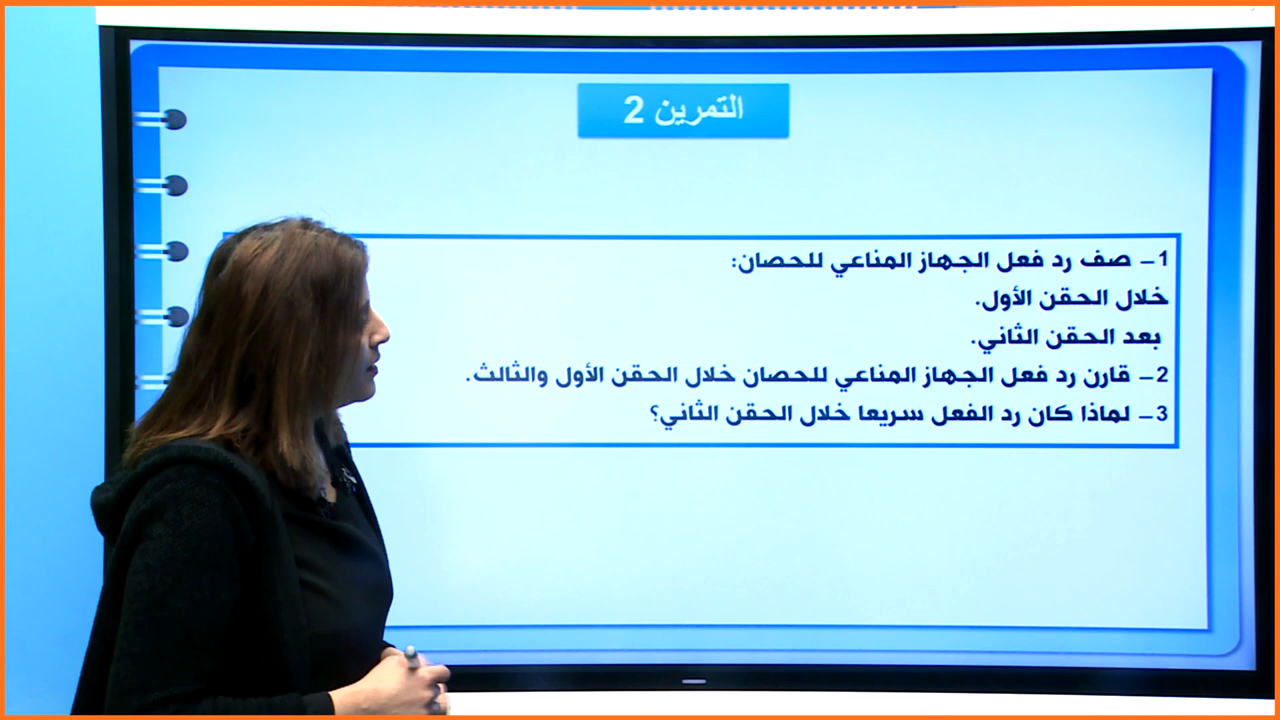 التمرين 2
1 – صف رد فعل الجهاز المناعي للحصان:
خلال الحقن الأول.
بعد الحقن الثاني.
2 – قارن رد فعل الجهاز المناعي للحصان خلال الحقن الأول والثالث.
3 – لماذا كان رد الفعل سريعا خلال الحقن الثاني؟